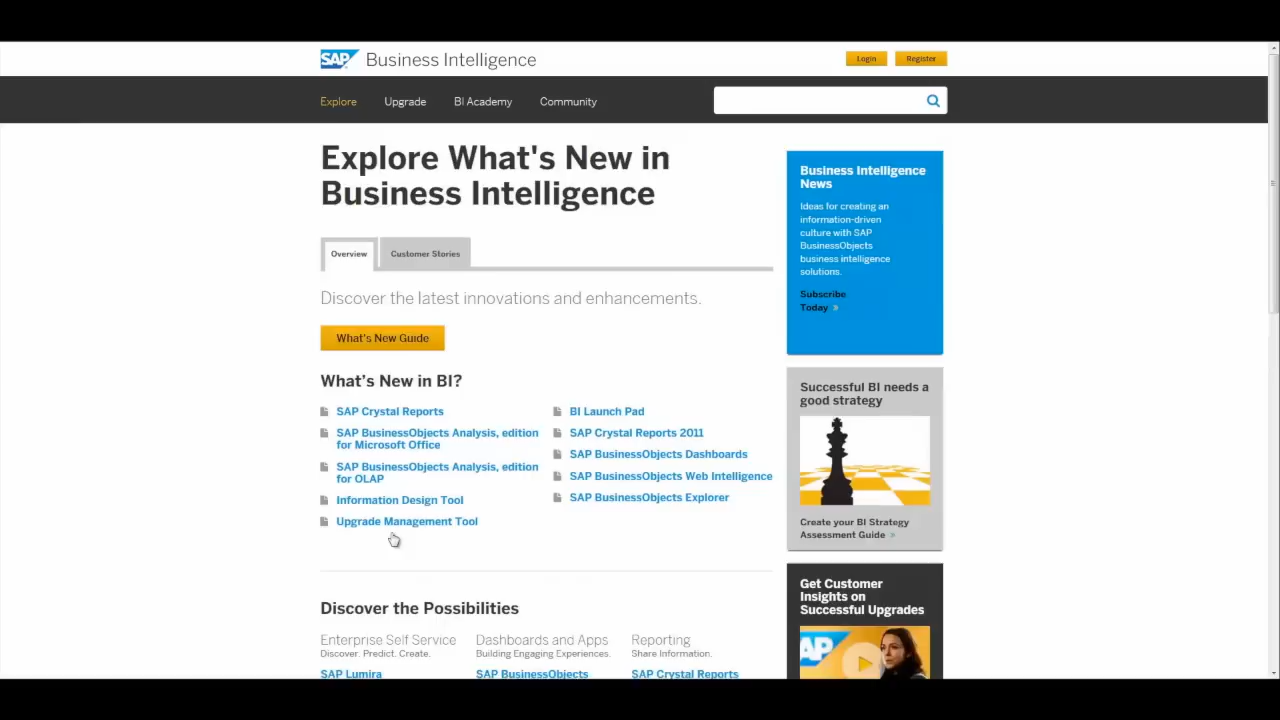 SAP Business Intelligence
Login Register
Explore Upgrade BI Academy Community
Explore What's New in
Business Intelligence
Overview Customer Stories
Discover the latest innovations and enhancements.
What's New Guide
What's New in BI?
SAP Crystal Reports
SAP BusinessObjects Analysis, edition
for Microsoft Office
SAP BusinessObjects Analysis, edition
for OLAP
Information Design Tool
Upgrade Management Tool
BI Launch Pad
SAP Crystal Reports 2011
SAP BusinessObjects Dashboards
SAP BusinessObjects Web Intelligence
SAP BusinessObjects Explorer
Discover the Possibilities
Enterprise Self Service
Discover. Predict. Create.
SAP Lumira
Dashboards and Apps
Building Engaging Experiences.
SAP BusinessObjects
Reporting
Share Information.
SAP Crystal Reports
Business Intelligence
News
Ideas for creating an
information-driven
culture with SAP
BusinessObjects
business intelligence
solutions.
Subscribe
Today »
Successful BI needs a
good strategy
Create your BI Strategy
Assessment Guide »
Get Customer
Insights on
Successful Upgrades
SAP